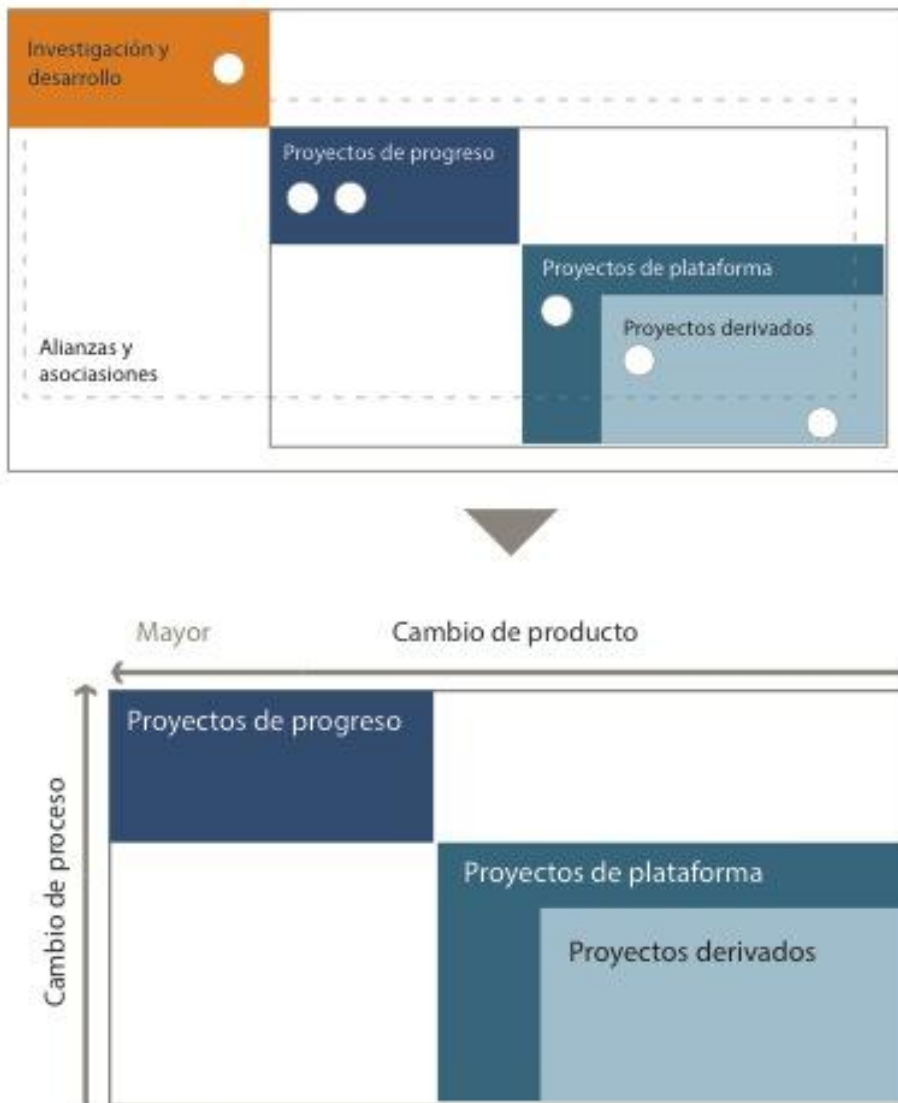 Investigación y
desarrollo
Proyectos de progreso
Proyectos de plataforma
Proyectos derivados
Alianzas y
asociasiones
Mayor
Cambio de producto
Proyectos de progreso
Cambio de proceso
Proyectos de plataforma
Proyectos derivados